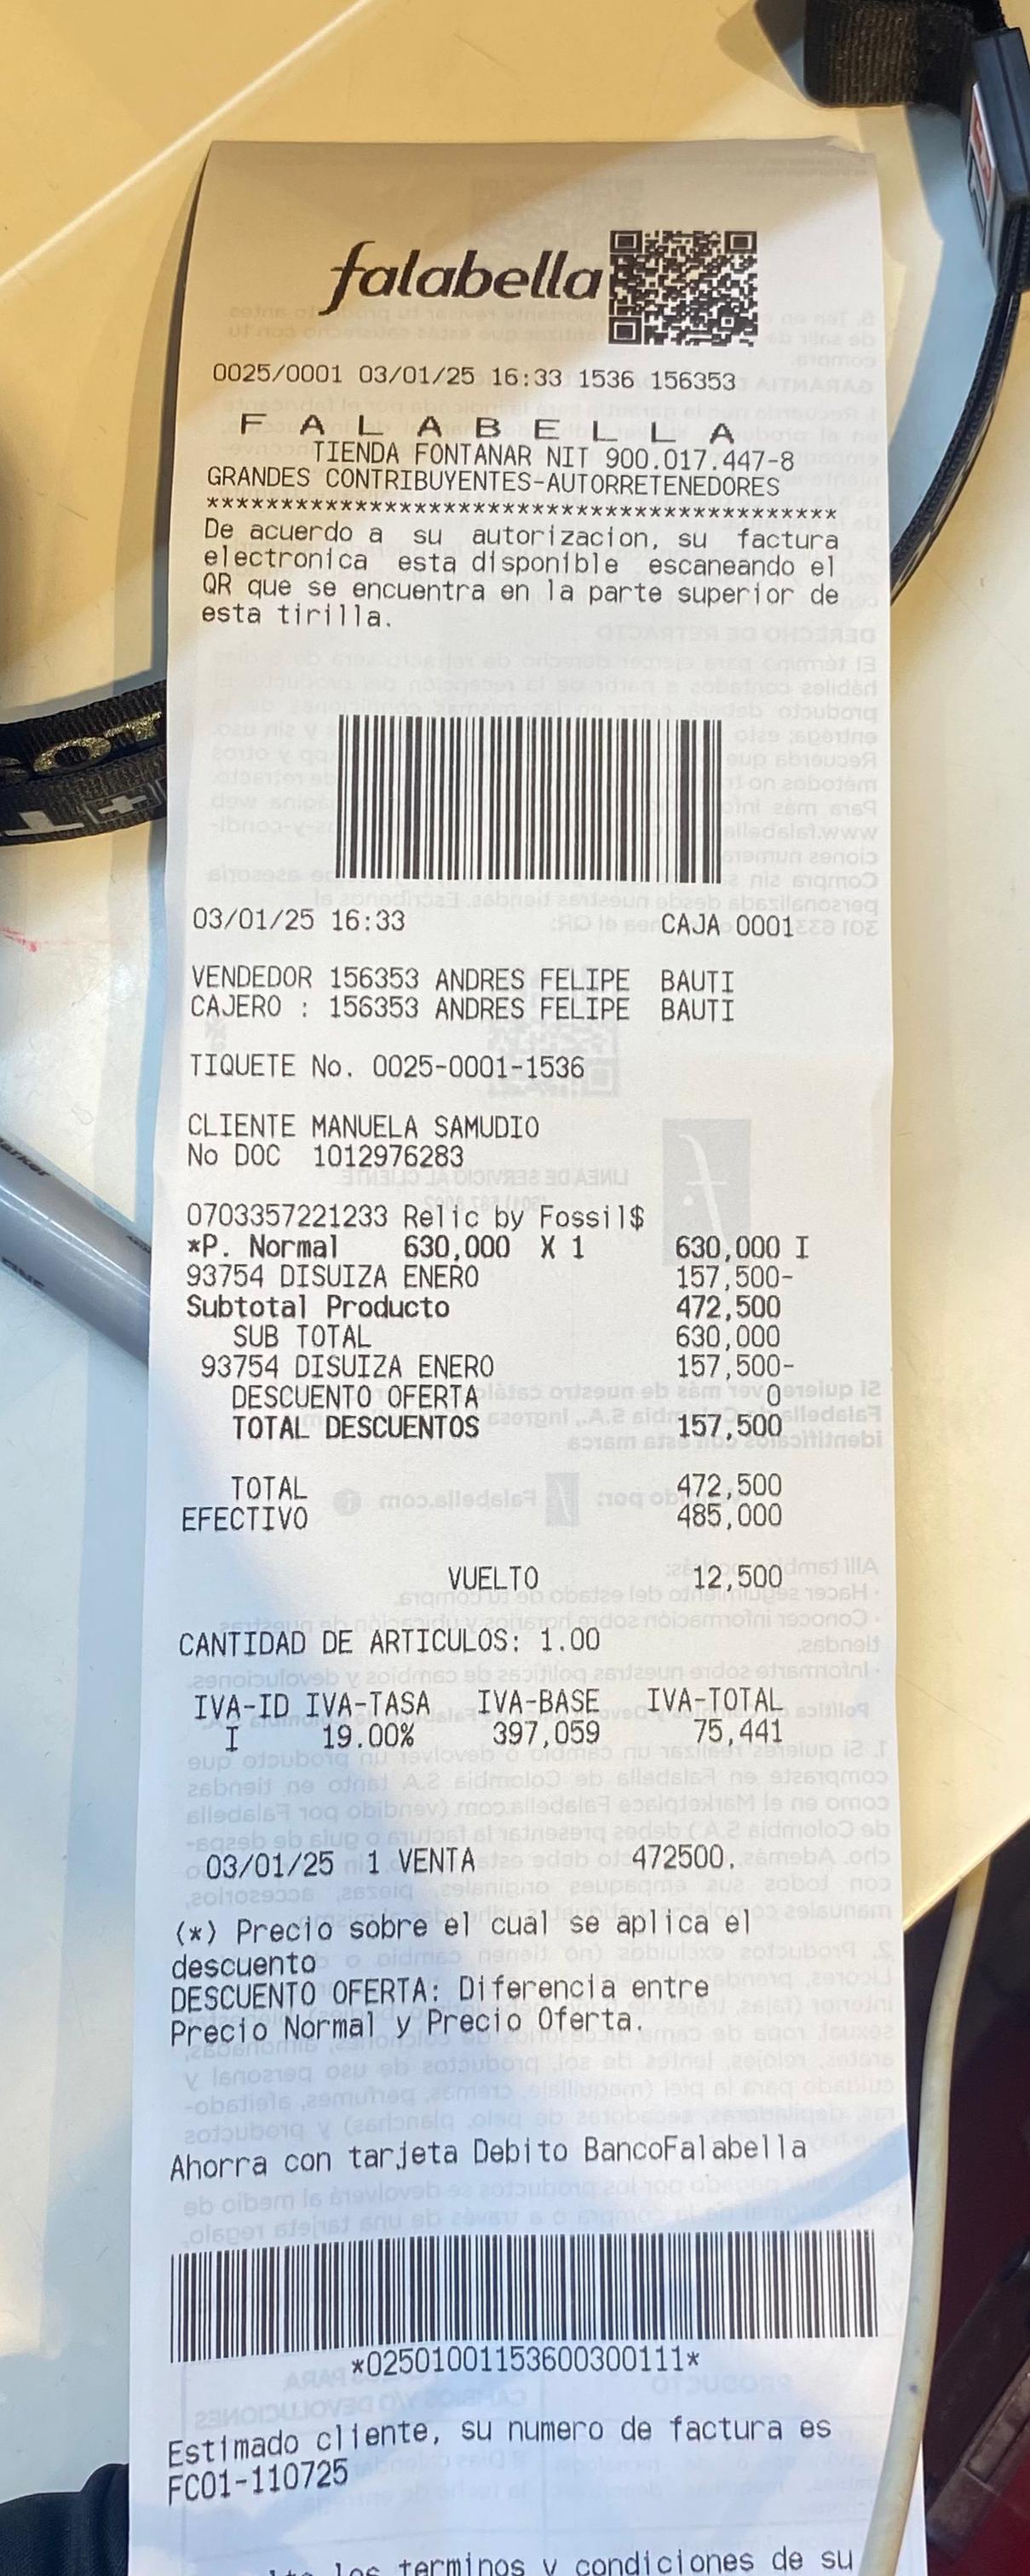 falabella
0025/0001 03/01/25 16:33 1536 156353
F A L A B E L L A
TIENDA FONTANAR NIT 900.017.447-8
GRANDES CONTRIBUYENTES-AUTORRETENEDORES
*******************************************
De acuerdo a su autorizacion, su factura
electronica esta disponible escaneando el
QR que se encuentra en la parte superior de
esta tirilla.
03/01/25 16:33 CAJA 0001
VENDEDOR 156353 ANDRES FELIPE BAUTI
CAJERO : 156353 ANDRES FELIPE BAUTI
TIQUETE No. 0025-0001-1536
CLIENTE MANUELA SAMUDIO
No DOC 1012976283
0703357221233 Relic by Fossil$
*P. Normal 630,000 X 1 630,000 I
93754 DISUIZA ENERO 157,500-
Subtotal Producto 472,500
SUB TOTAL 630,000
93754 DISUIZA ENERO 157,500-
DESCUENTO OFERTA 0
TOTAL DESCUENTOS 157,500
TOTAL 472,500
EFECTIVO 485,000
VUELTO 12,500
CANTIDAD DE ARTICULOS: 1.00
IVA-ID IVA-TASA IVA-BASE IVA-TOTAL
I 19.00% 397,059 75,441
03/01/25 1 VENTA 472500.
(*) Precio sobre el cual se aplica el
descuento
DESCUENTO OFERTA: Diferencia entre
Precio Normal y Precio Oferta.
Ahorra con tarjeta Debito BancoFalabella
*02501001153600300111*
Estimado cliente, su numero de factura es
FC01-110725
los terminos y condiciones de su